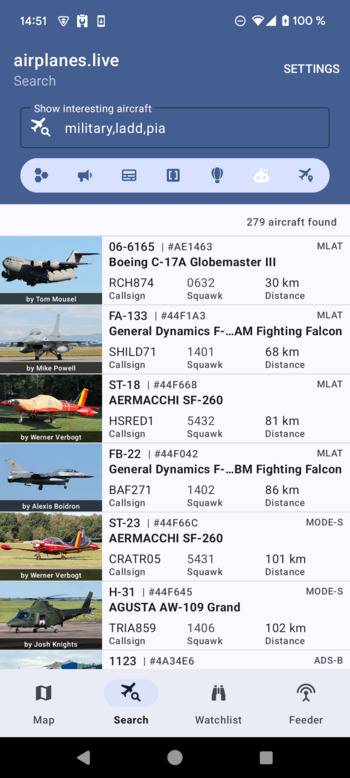 14:51
100 %
airplanes.live
Search
SETTINGS
Show interesting aircraft
military,ladd,pia
279 aircraft found
06-6165 | #AE1463 MLAT
Boeing C-17A Globemaster III
RCH874 0632 30 km
Callsign Squawk Distance
by Tom Mousel
FA-133 | #44F1A3 MLAT
General Dynamics F-...AM Fighting Falcon
SHILD71 1401 68 km
Callsign Squawk Distance
by Mike Powell
ST-18 | #44F668 MLAT
AERMACCHI SF-260
HSRED1 5432 81 km
Callsign Squawk Distance
by Werner Verbogt
FB-22 | #44F042 MLAT
General Dynamics F-...BM Fighting Falcon
BAF271 1402 86 km
Callsign Squawk Distance
by Alexis Boidron
ST-23 | #44F66C MODE-S
AERMACCHI SF-260
CRATR05 5431 101 km
Callsign Squawk Distance
by Werner Verbogt
H-31 | #44F645 MODE-S
AGUSTA AW-109 Grand
TRIA859 1406 102 km
Callsign Squawk Distance
by Josh Knights
1123 | #4A34E6 ADS-B
Map Search Watchlist Feeder